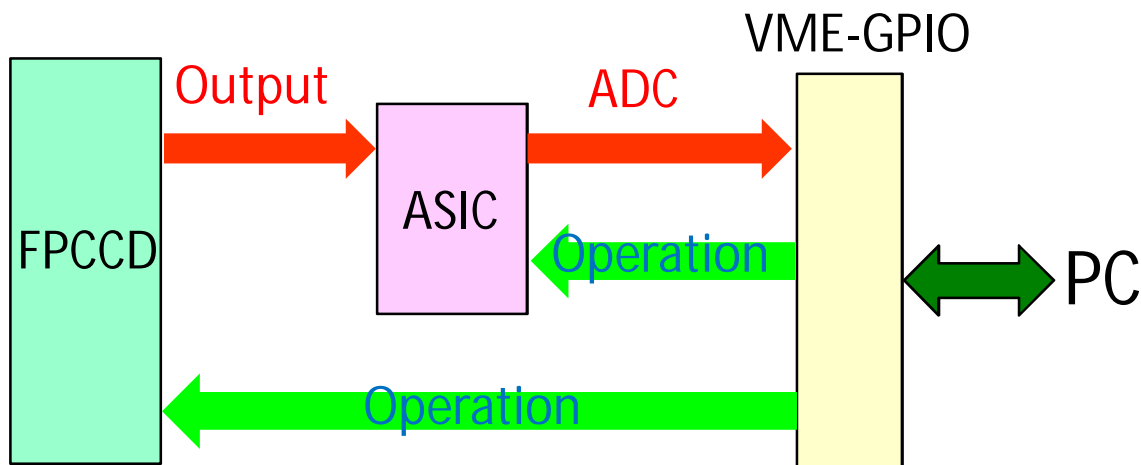 VME-GPIO
Output
ADC
FPCCD
ASIC
Operation
PC
Operation